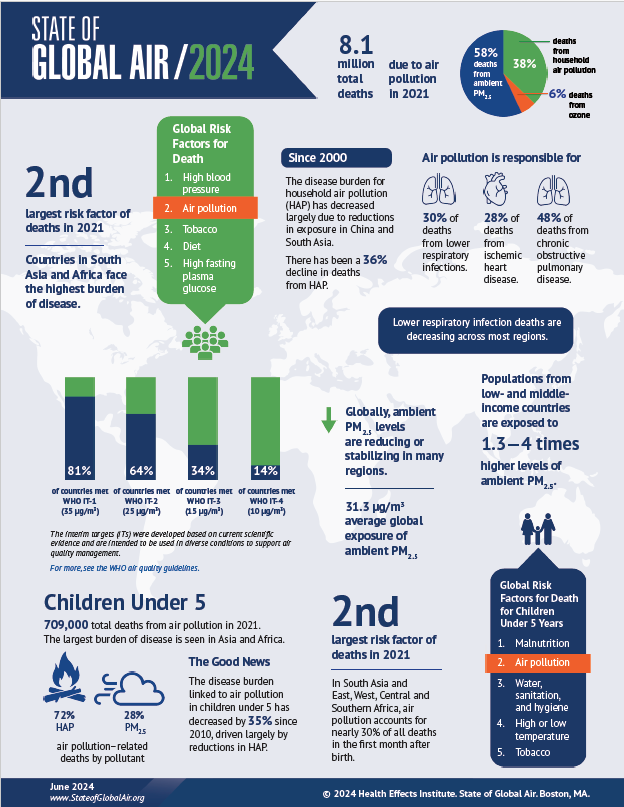 STATE OF
GLOBAL AIR/2024
8.1
million
total
deaths
due to air
pollution
in 2021
58%
deaths
from
ambient
PM2.5
38%
deaths
from
household
air pollution
6% deaths
from
ozone
2nd
largest risk factor of
deaths in 2021
Countries in South
Asia and Africa face
the highest burden
of disease.
Global Risk
Factors for
Death
1. High blood
pressure
2. Air pollution
3. Tobacco
4. Diet
5. High fasting
plasma
glucose
Since 2000
The disease burden for
household air pollution
(HAP) has decreased
largely due to reductions
in exposure in China and
South Asia.
There has been a 36%
decline in deaths
from HAP.
Air pollution is responsible for
30% of
deaths
from lower
respiratory
infections.
28% of
deaths
from
ischemic
heart
disease.
48% of
deaths from
chronic
obstructive
pulmonary
disease.
Lower respiratory infection deaths are
decreasing across most regions.
81%
of countries met
WHO IT-1
(35 µg/m³)
64%
of countries met
WHO IT-2
(25 µg/m³)
34%
of countries met
WHO IT-3
(15 µg/m³)
14%
of countries met
WHO IT-4
(10 µg/m³)
The interim targets (ITs) were developed based on current scientific
evidence and are intended to be used in diverse conditions to support air
quality management.
For more, see the WHO air quality guidelines.
Globally, ambient
PM2.5 levels
are reducing or
stabilizing in many
regions.
31.3 µg/m³
average global
exposure of
ambient PM2.5
Populations from
low- and middle-
income countries
are exposed to
1.3–4 times
higher levels of
ambient PM2.5.
Children Under 5
709,000 total deaths from air pollution in 2021.
The largest burden of disease is seen in Asia and Africa.
72%
HAP
28%
PM2.5
air pollution–related
deaths by pollutant
The Good News
The disease burden
linked to air pollution
in children under 5 has
decreased by 35% since
2010, driven largely by
reductions in HAP.
2nd
largest risk factor of
deaths in 2021
In South Asia and
East, West, Central and
Southern Africa, air
pollution accounts for
nearly 30% of all deaths
in the first month after
birth.
Global Risk
Factors for Death
for Children
Under 5 Years
1. Malnutrition
2. Air pollution
3. Water,
sanitation,
and hygiene
4. High or low
temperature
5. Tobacco
June 2024
www.StateofGlobalAir.org
© 2024 Health Effects Institute. State of Global Air. Boston, MA.